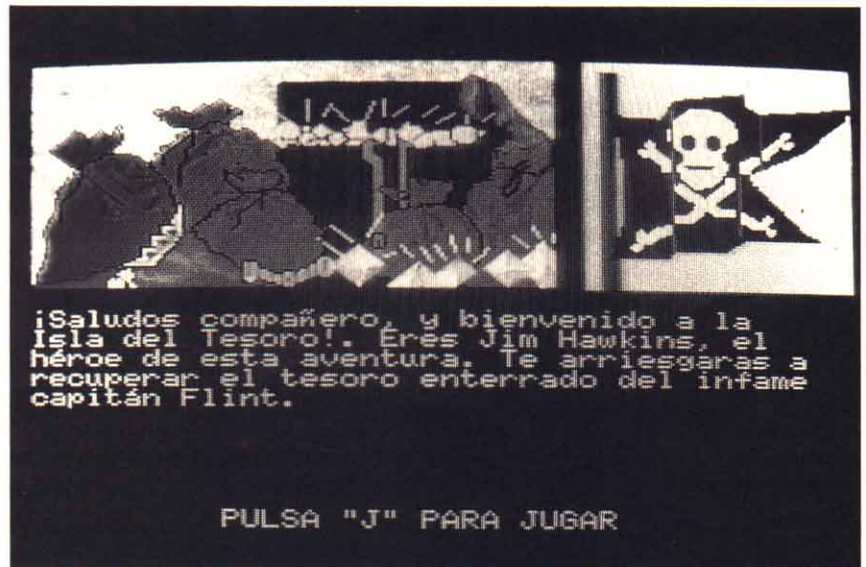 ¡Saludos compañero, y bienvenido a la
Isla del Tesoro!. Eres Jim Hawkins, el
héroe de esta aventura. Te arriesgaras a
recuperar el tesoro enterrado del infame
capitán Flint.
PULSA "J" PARA JUGAR